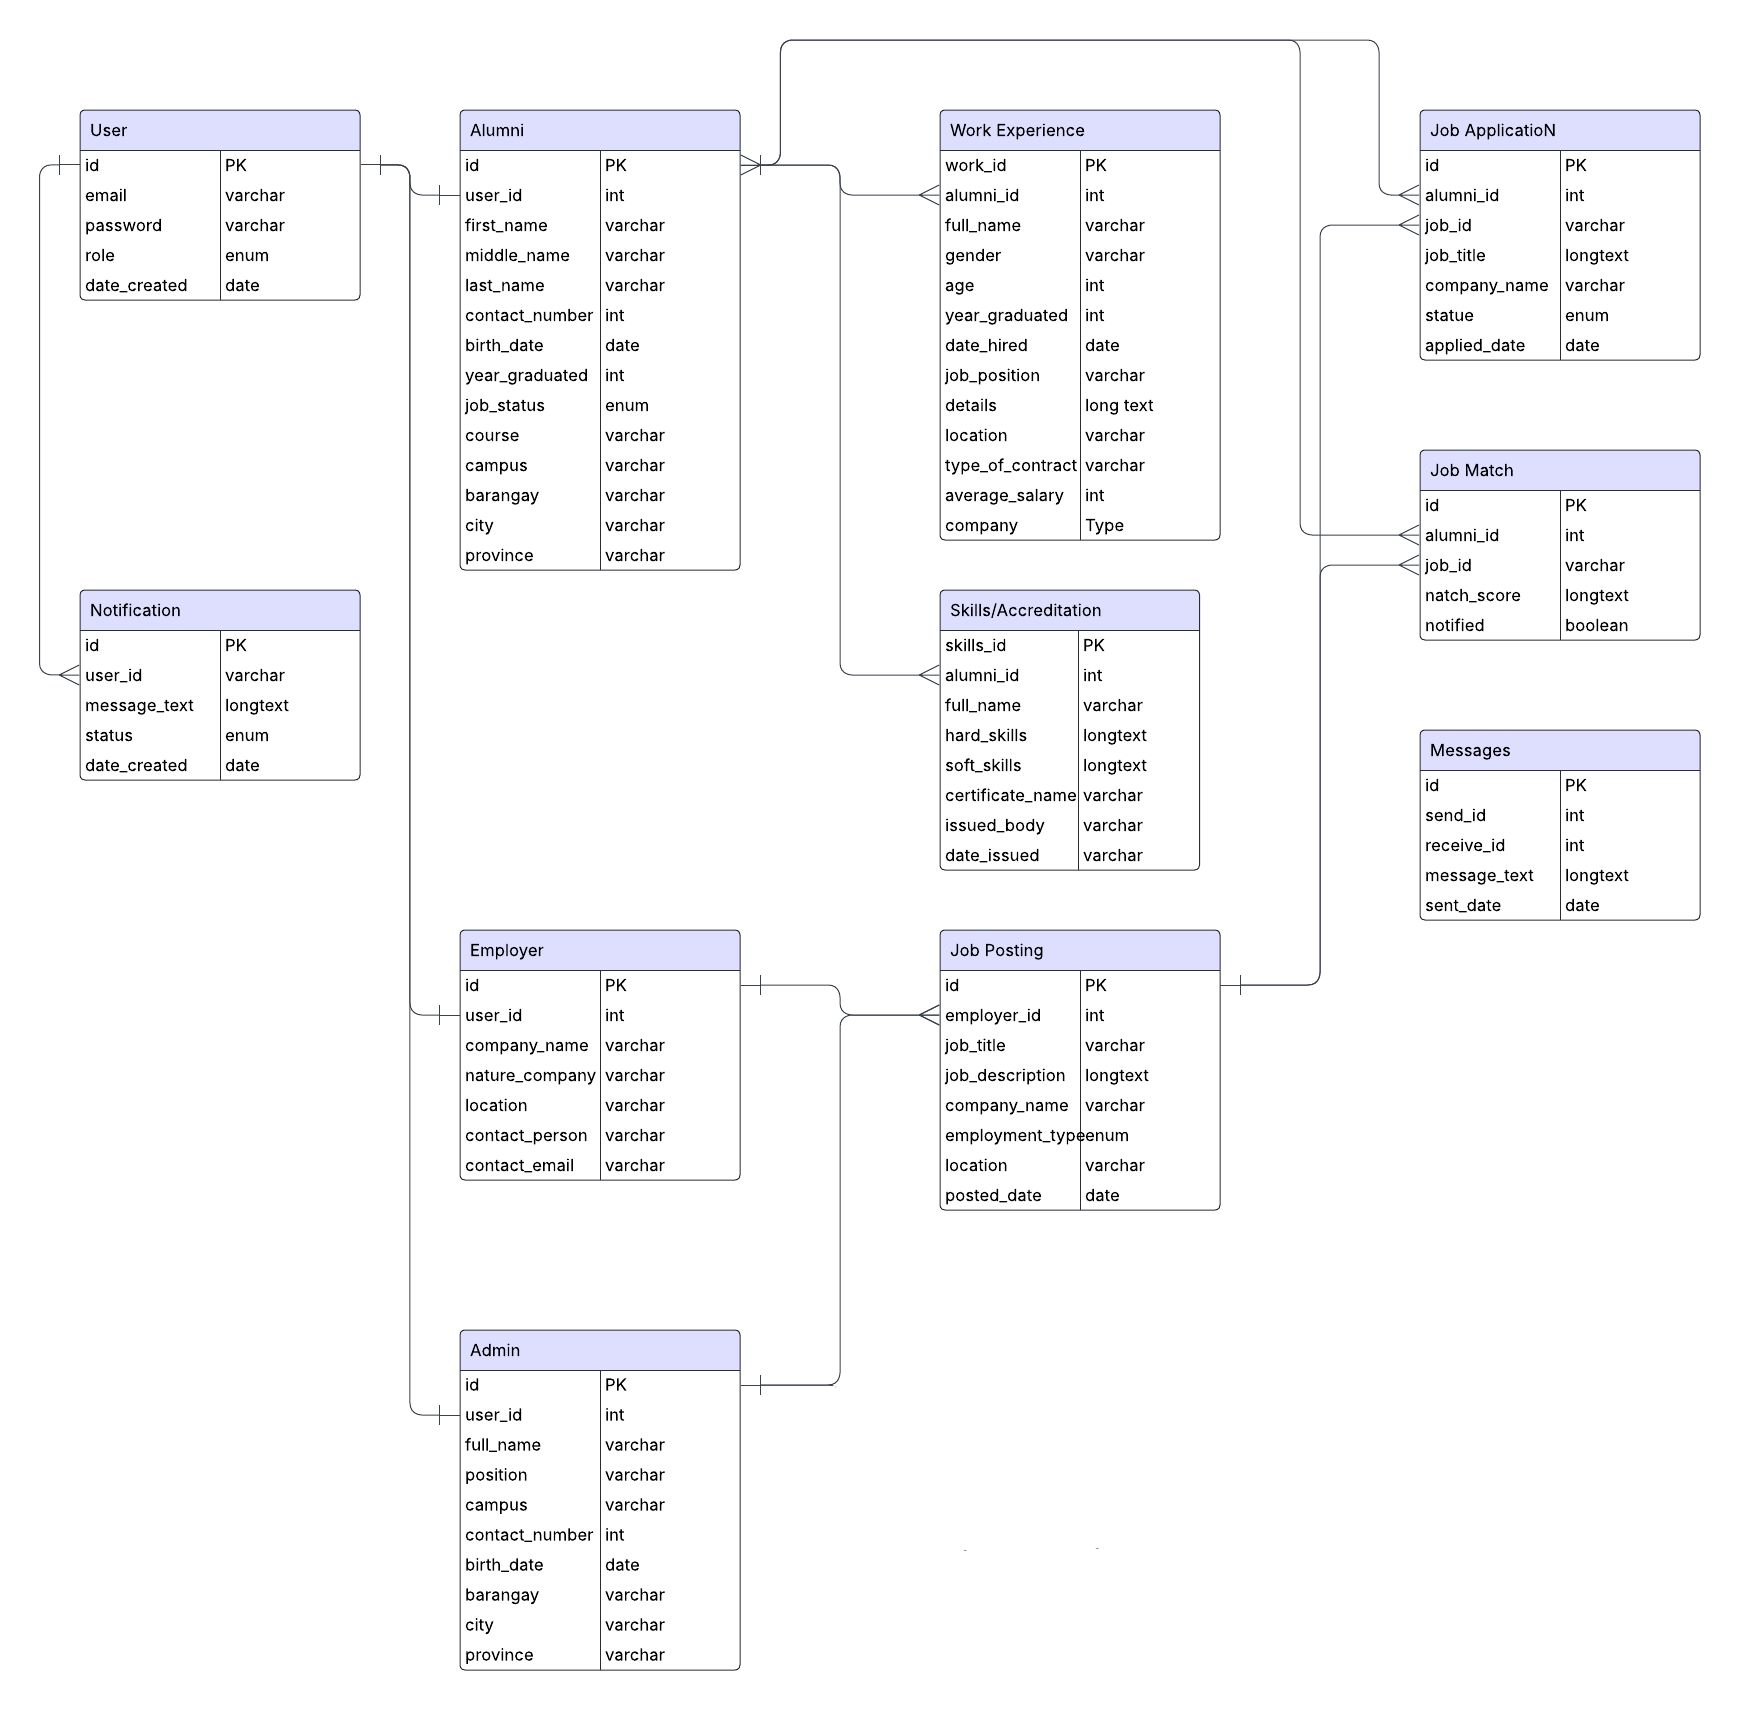 User
id PK
email varchar
password varchar
role enum
date_created date
Alumni
id PK
user_id int
first_name varchar
middle_name varchar
last_name varchar
contact_number int
birth_date date
year_graduated int
job_status enum
course varchar
campus varchar
barangay varchar
city varchar
province varchar
Work Experience
work_id PK
alumni_id int
full_name varchar
gender varchar
age int
year_graduated int
date_hired date
job_position varchar
details long text
location varchar
type_of_contract varchar
average_salary int
company Type
Job ApplicatioN
id PK
alumni_id int
job_id varchar
job_title longtext
company_name varchar
statue enum
applied_date date
Job Match
id PK
alumni_id int
job_id varchar
natch_score longtext
notified boolean
Notification
id PK
user_id varchar
message_text longtext
status enum
date_created date
Skills/Accreditation
skills_id PK
alumni_id int
full_name varchar
hard_skills longtext
soft_skills longtext
certificate_name varchar
issued_body varchar
date_issued varchar
Messages
id PK
send_id int
receive_id int
message_text longtext
sent_date date
Employer
id PK
user_id int
company_name varchar
nature_company varchar
location varchar
contact_person varchar
contact_email varchar
Job Posting
id PK
employer_id int
job_title varchar
job_description longtext
company_name varchar
employment_type enum
location varchar
posted_date date
Admin
id PK
user_id int
full_name varchar
position varchar
campus varchar
contact_number int
birth_date date
barangay varchar
city varchar
province varchar